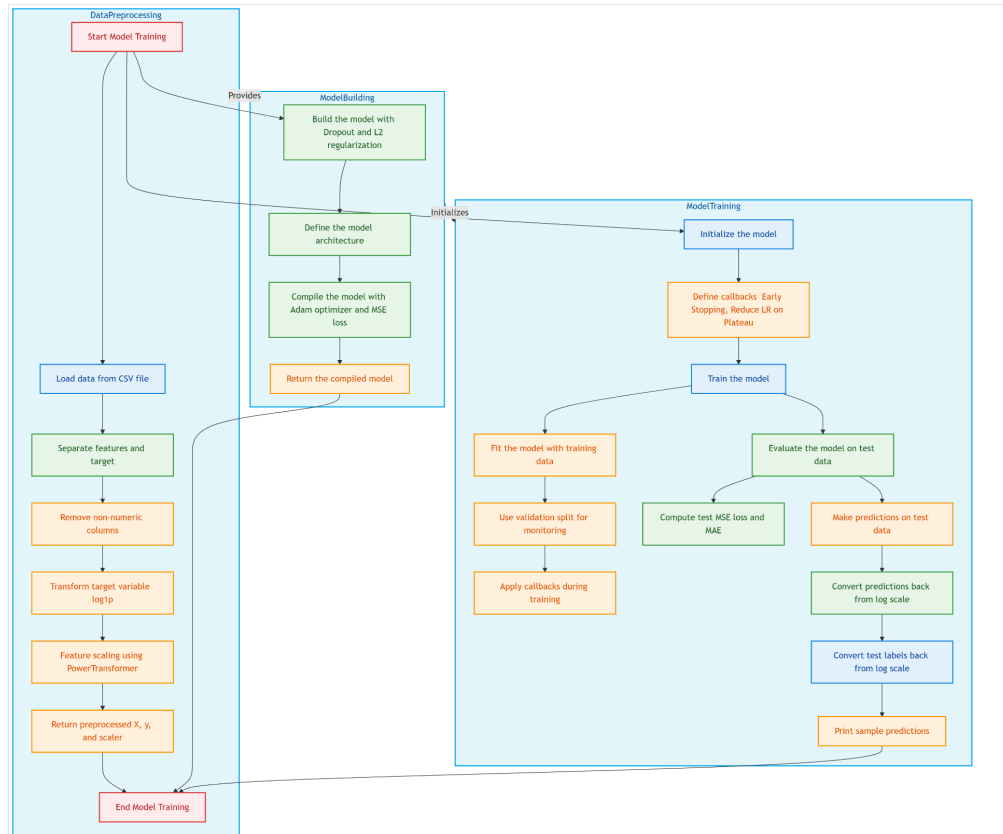 DataPreprocessing
Start Model Training
Provides
ModelBuilding
Build the model with
Dropout and L2
regularization
Initializes
ModelTraining
Define the model
architecture
Initialize the model
Compile the model with
Adam optimizer and MSE
loss
Define callbacks Early
Stopping, Reduce LR on
Plateau
Load data from CSV file
Return the compiled model
Train the model
Separate features and
target
Fit the model with training
data
Evaluate the model on test
data
Remove non-numeric
columns
Use validation split for
monitoring
Compute test MSE loss and
MAE
Make predictions on test
data
Transform target variable
log1p
Apply callbacks during
training
Convert predictions back
from log scale
Feature scaling using
PowerTransformer
Convert test labels back
from log scale
Return preprocessed X, y,
and scaler
Print sample predictions
End Model Training